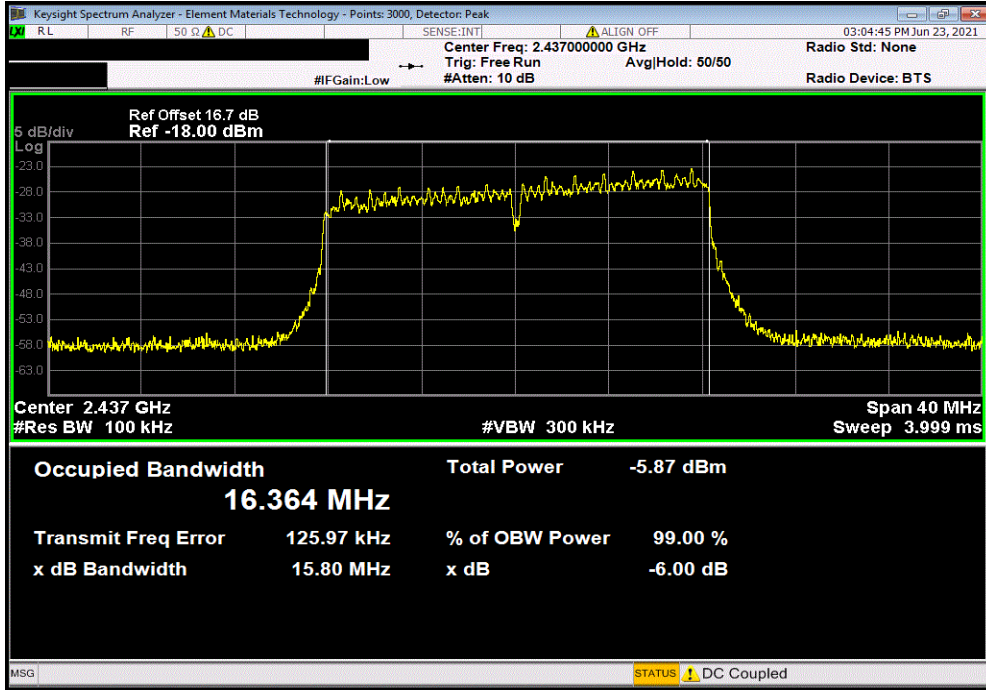 Keysight Spectrum Analyzer - Element Materials Technology - Points: 3000, Detector: Peak
LXI RL RF 50 Ω DC SENSE:INT ALIGN OFF 03:04:45 PM Jun 23, 2021
Center Freq: 2.437000000 GHz Radio Std: None
Trig: Free Run Avg|Hold: 50/50
#IFGain:Low #Atten: 10 dB Radio Device: BTS
Ref Offset 16.7 dB
5 dB/div Ref -18.00 dBm
Log
-23.0
-28.0
-33.0
-38.0
-43.0
-48.0
-53.0
-58.0
-63.0
Center 2.437 GHz Span 40 MHz
#Res BW 100 kHz #VBW 300 kHz Sweep 3.999 ms
Occupied Bandwidth Total Power -5.87 dBm
16.364 MHz
Transmit Freq Error 125.97 kHz % of OBW Power 99.00 %
x dB Bandwidth 15.80 MHz x dB -6.00 dB
MSG STATUS DC Coupled